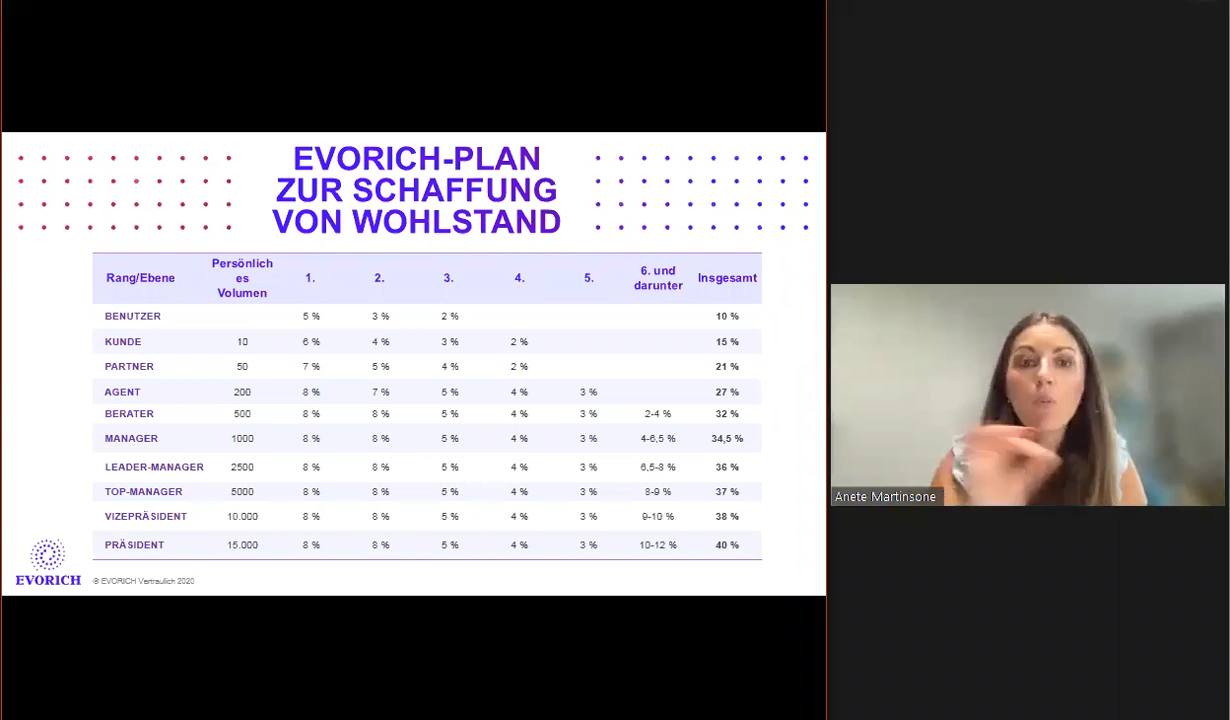 EVORICH-PLAN
ZUR SCHAFFUNG
VON WOHLSTAND
Rang/Ebene Persönlich es Volumen 1. 2. 3. 4. 5. 6. und darunter Insgesamt
BENUTZER 5 % 3 % 2 % 10 %
KUNDE 10 6 % 4 % 3 % 2 % 15 %
PARTNER 50 7 % 5 % 4 % 2 % 21 %
AGENT 200 8 % 7 % 5 % 4 % 3 % 27 %
BERATER 500 8 % 8 % 5 % 4 % 3 % 2-4 % 32 %
MANAGER 1000 8 % 8 % 5 % 4 % 3 % 4-6,5 % 34,5 %
LEADER-MANAGER 2500 8 % 8 % 5 % 4 % 3 % 6,5-8 % 36 %
TOP-MANAGER 5000 8 % 8 % 5 % 4 % 3 % 8-9 % 37 %
VIZEPRÄSIDENT 10.000 8 % 8 % 5 % 4 % 3 % 9-10 % 38 %
PRÄSIDENT 15.000 8 % 8 % 5 % 4 % 3 % 10-12 % 40 %
EVORICH
© EVORICH Vertraulich 2020
Anete Martinsone